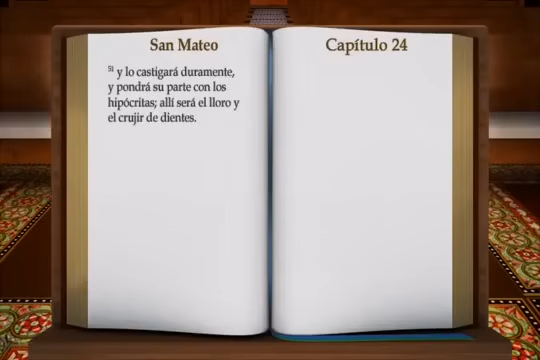 San Mateo
51 y lo castigará duramente,
y pondrá su parte con los
hipócritas; allí será el lloro y
el crujir de dientes.
Capítulo 24